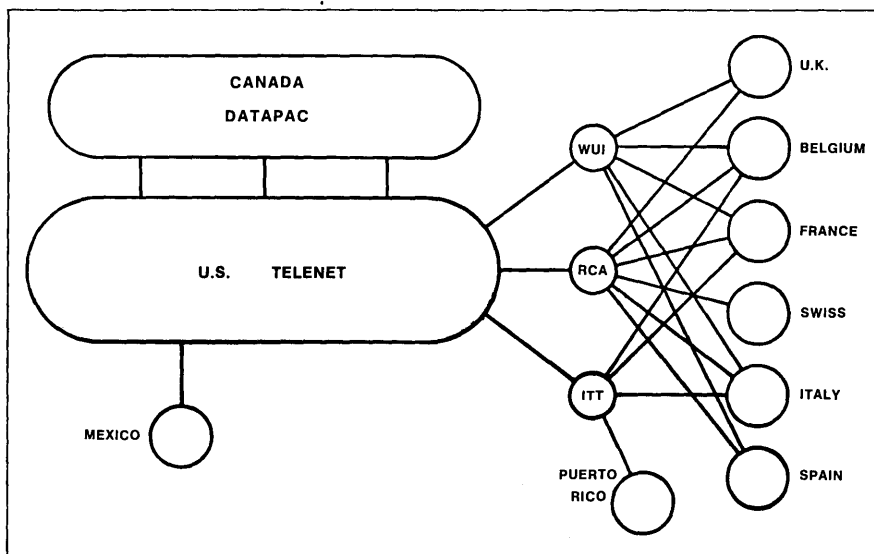 CANADA
DATAPAC
U.S. TELENET
MEXICO
WUI
RCA
ITT
PUERTO
RICO
U.K.
BELGIUM
FRANCE
SWISS
ITALY
SPAIN